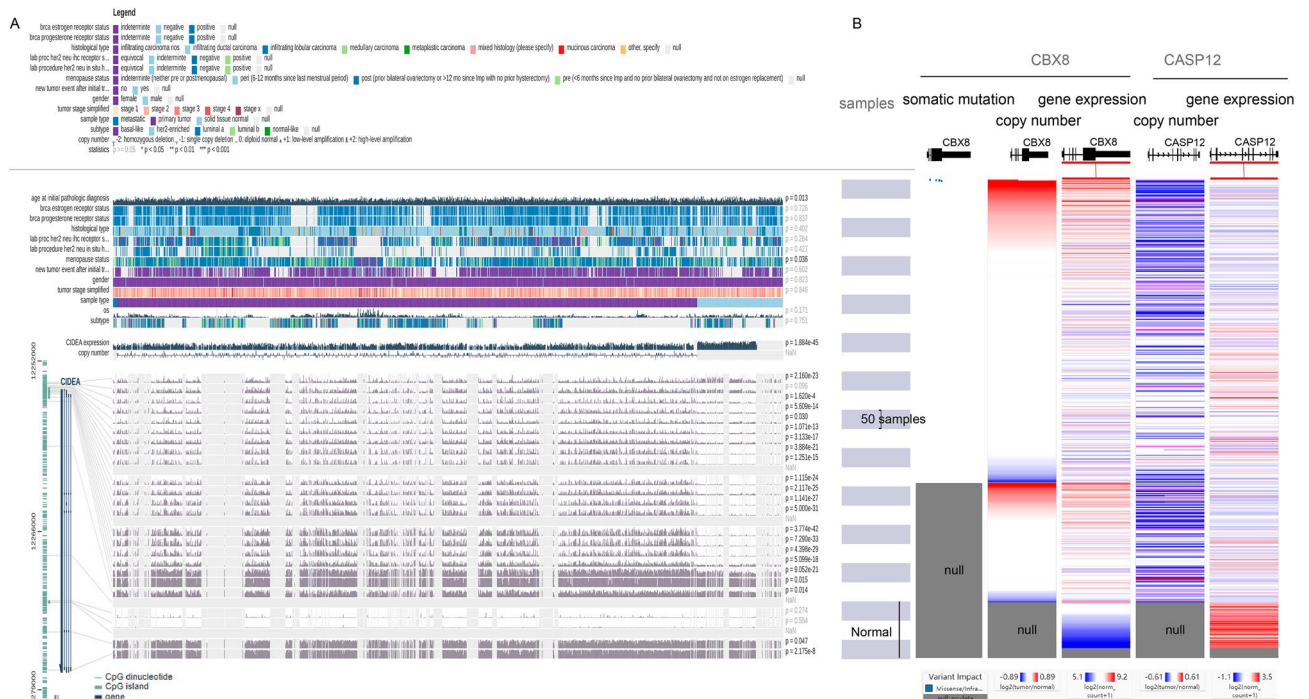 A
Legend
brca estrogen receptor status indeterminte negative positive null
brca progesterone receptor status indeterminte negative positive null
histological type infiltrating carcinoma nos infiltrating ductal carcinoma infiltrating lobular carcinoma medullary carcinoma metaplastic carcinoma mixed histology (please specify) mucinous carcinoma other, specify null
lab proc her2 neu ihc receptor s... equivocal indeterminte negative positive null
lab procedure her2 neu in situ h... equivocal indeterminte negative positive null
menopause status indeterminte (neither pre or postmenopausal) peri (6-12 months since last menstrual period) post (prior bilateral ovariectomy or >12 mo since lmp with no prior hysterectomy) pre (<6 months since lmp and no prior bilateral ovariectomy and not on estrogen replacement) null
new tumor event after initial tr... no yes null
gender female male null
tumor stage simplified stage 1 stage 2 stage 3 stage 4 stage x null
sample type metastatic primary tumor solid tissue normal null
subtype basal-like her2-enriched luminal a luminal b normal-like null
copy number -2: homozygous deletion -1: single copy deletion 0: diploid normal +1: low-level amplification +2: high-level amplification
statistics p >= 0.05 * p < 0.05 ** p < 0.01 *** p < 0.001
age at initial pathologic diagnosis p = 0.013
brca estrogen receptor status p = 0.726
brca progesterone receptor status p = 0.837
histological type p = 0.402
lab proc her2 neu ihc receptor s... p = 0.264
lab procedure her2 neu in situ h... p = 0.427
menopause status p = 0.036
new tumor event after initial tr... p = 0.602
gender p = 0.823
tumor stage simplified p = 0.846
sample type
os p = 0.171
subtype p = 0.751
CIDEA expression p = 1.884e-45
copy number NaN
12252000
CIDEA
p = 2.160e-23
p = 0.096
p = 1.620e-4
p = 5.609e-14
p = 0.030
p = 1.071e-13
p = 3.133e-17
p = 3.884e-21
p = 1.251e-15
NaN
p = 1.115e-24
p = 2.117e-25
p = 1.141e-27
p = 5.000e-31
NaN
12266000
p = 3.774e-42
p = 7.290e-33
p = 4.398e-29
p = 5.099e-18
p = 9.052e-21
p = 0.015
p = 0.014
NaN
p = 0.274
p = 0.554
NaN
p = 0.047
p = 2.175e-8
12279000
CpG dinucleotide
CpG island
gene
B
CBX8 CASP12
samples somatic mutation gene expression gene expression
copy number copy number
CBX8 CBX8 CBX8 CASP12 CASP12
50 samples
null
Normal null null
Variant Impact -0.89 0.89 5.1 9.2 -0.61 0.61 -1.1 3.5
Missense/Infra... log2(tumor/normal) log2(norm_ count+1) log2(tumor/normal) log2(norm_ count+1)